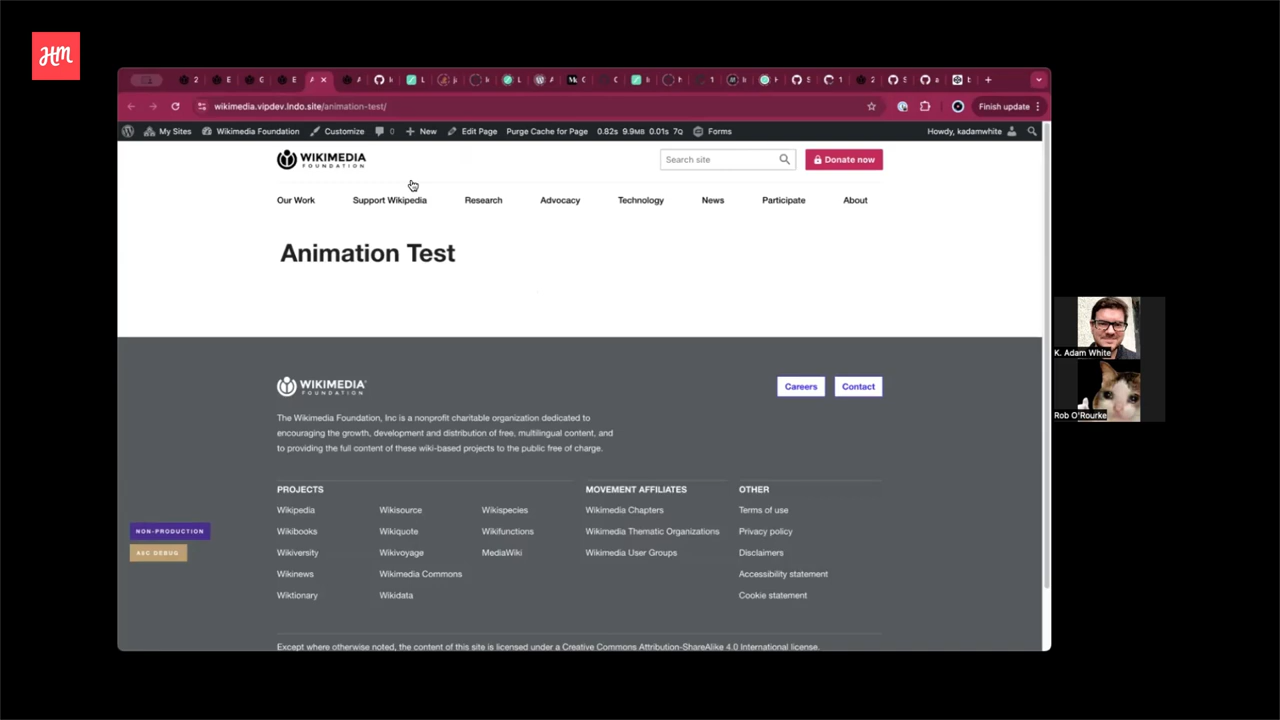 HM
wikimedia.vipdev.lndo.site/animation-test/
Finish update
My Sites
Wikimedia Foundation
Customize
0
New
Edit Page
Purge Cache for Page
0.82s 9.9MB 0.01s 7Q
Forms
Howdy, kadamwhite
WIKIMEDIA
FOUNDATION
Search site
Donate now
Our Work
Support Wikipedia
Research
Advocacy
Technology
News
Participate
About
Animation Test
K. Adam White
Rob O'Rourke
WIKIMEDIA
FOUNDATION
Careers
Contact
The Wikimedia Foundation, Inc is a nonprofit charitable organization dedicated to
encouraging the growth, development and distribution of free, multilingual content, and
to providing the full content of these wiki-based projects to the public free of charge.
PROJECTS
Wikipedia
Wikibooks
Wikiversity
Wikinews
Wiktionary
Wikisource
Wikiquote
Wikivoyage
Wikimedia Commons
Wikidata
Wikispecies
Wikifunctions
MediaWiki
MOVEMENT AFFILIATES
Wikimedia Chapters
Wikimedia Thematic Organizations
Wikimedia User Groups
OTHER
Terms of use
Privacy policy
Disclaimers
Accessibility statement
Cookie statement
NON-PRODUCTION
A&C DEBUG
Except where otherwise noted, the content of this site is licensed under a Creative Commons Attribution-ShareAlike 4.0 International license.